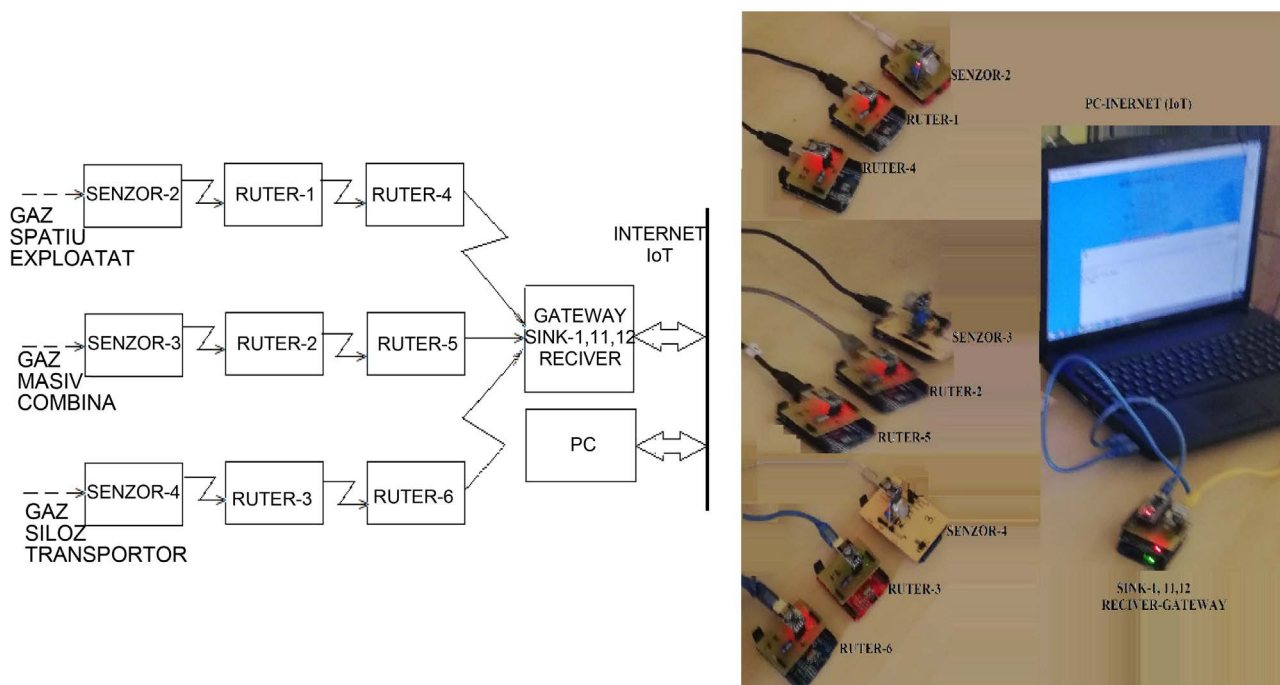 SENZOR-2
RUTER-1
RUTER-4
GAZ
SPATIU
EXPLOATAT
INTERNET
IoT
SENZOR-3
RUTER-2
RUTER-5
GATEWAY
SINK-1,11,12
RECIVER
GAZ
MASIV
COMBINA
PC
SENZOR-4
RUTER-3
RUTER-6
GAZ
SILOZ
TRANSPORTOR
SENZOR-2
RUTER-1
RUTER-4
PC-INERNET (IoT)
SENZOR-3
RUTER-2
RUTER-5
SENZOR-4
RUTER-3
RUTER-6
SINK-1, 11,12
RECIVER-GATEWAY